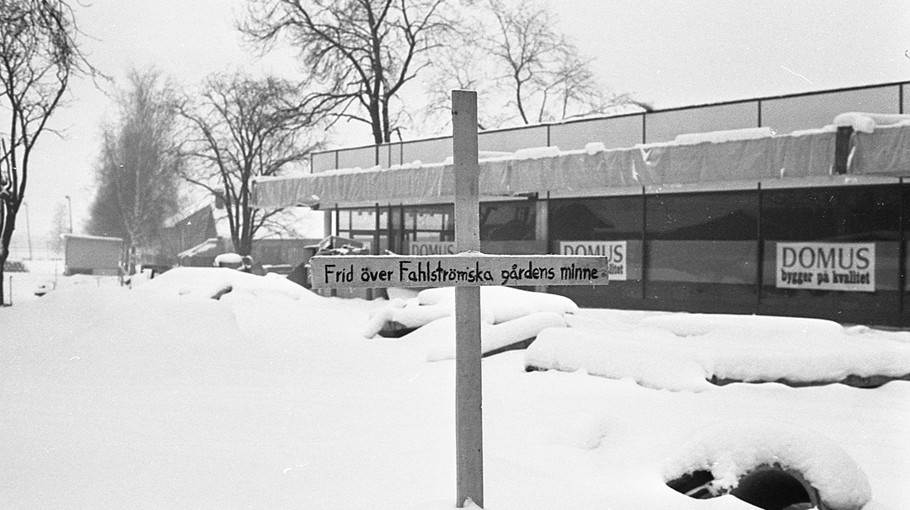 Frid över Fahlströmska gårdens minne
DOMUS
DOMUS
DOMUS
bygger på kvalitet